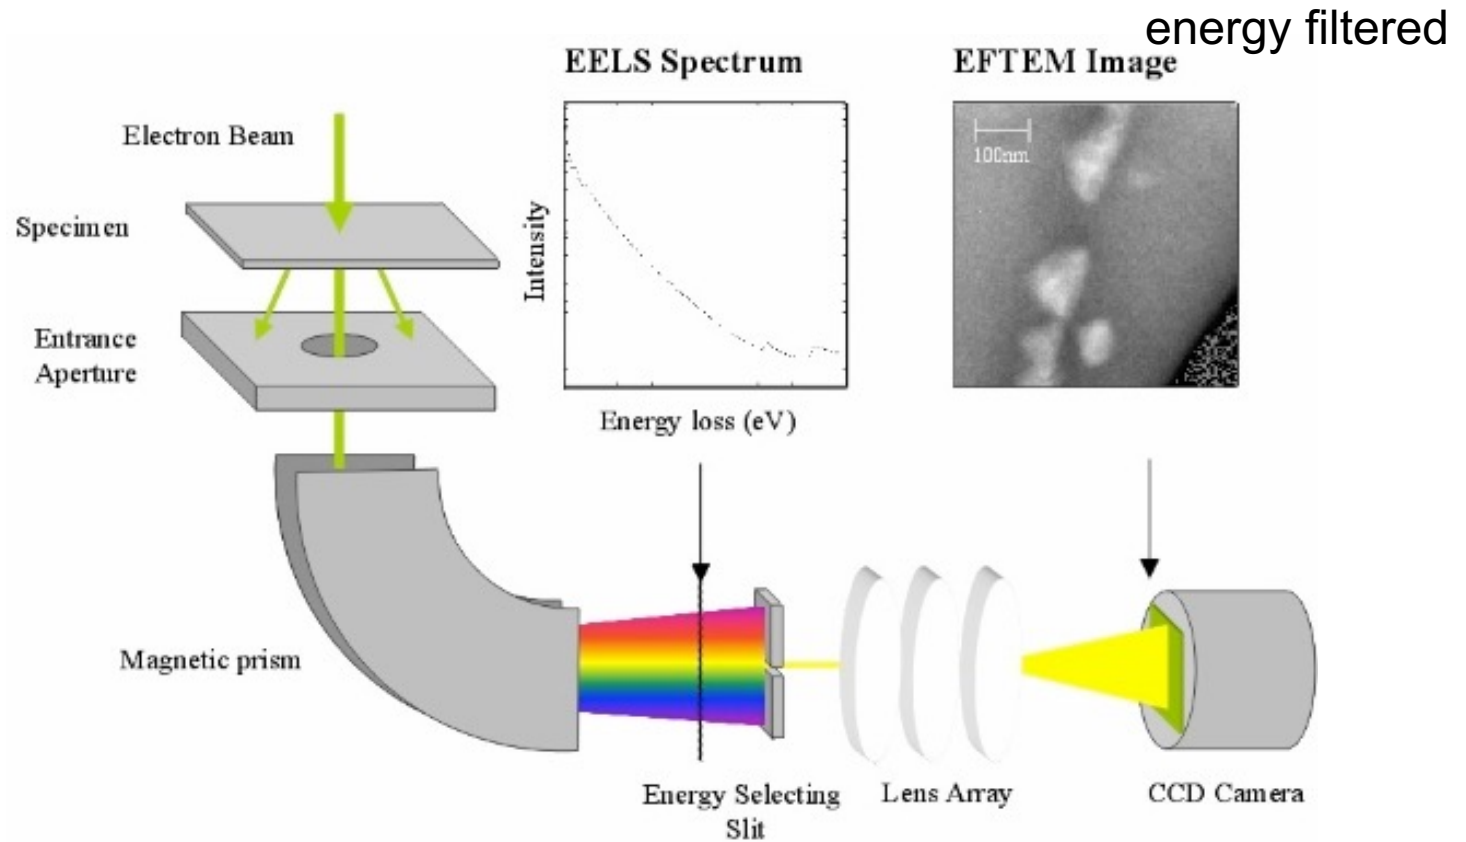 energy filtered
EELS Spectrum
EFTEM Image
Electron Beam
100nm
Specimen
Intensity
Entrance
Aperture
Energy loss (eV)
Magnetic prism
Energy Selecting
Slit
Lens Array
CCD Camera